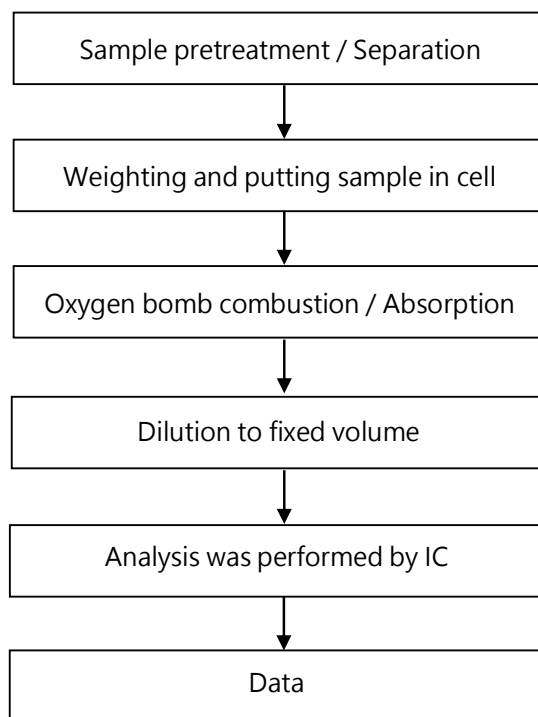 Sample pretreatment / Separation
Weighting and putting sample in cell
Oxygen bomb combustion / Absorption
Dilution to fixed volume
Analysis was performed by IC
Data